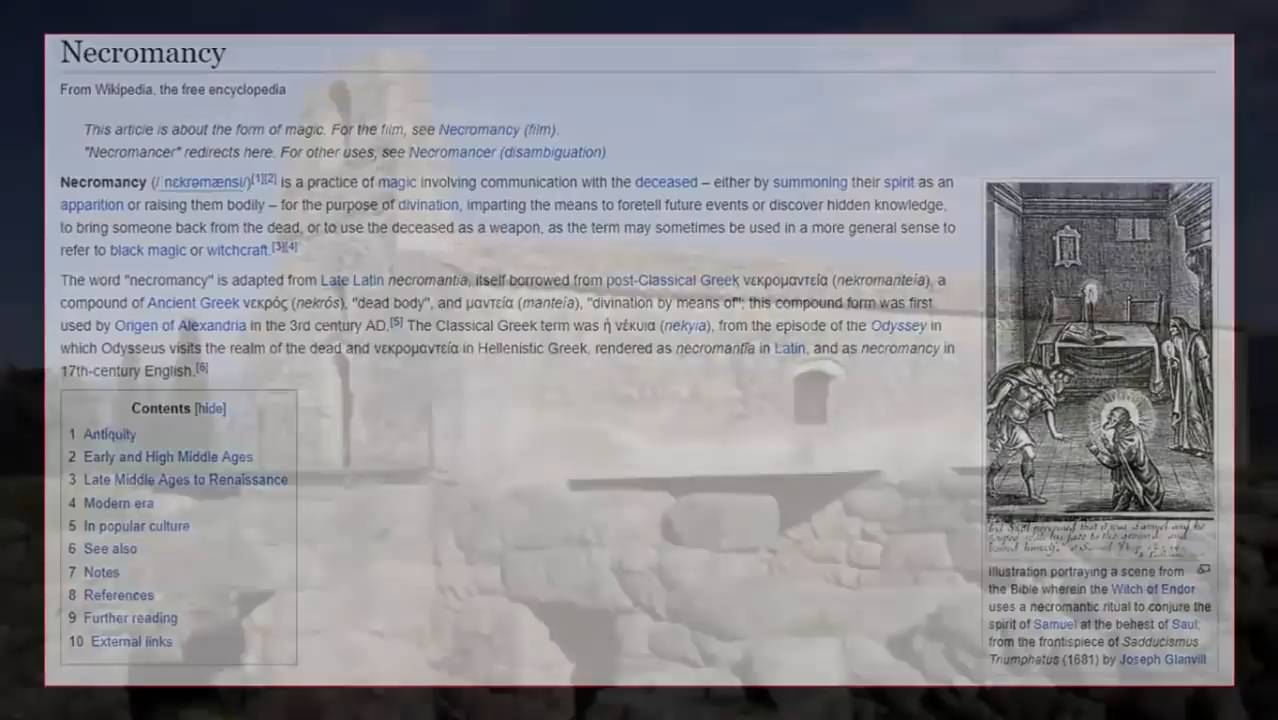 Necromancy
From Wikipedia, the free encyclopedia
This article is about the form of magic. For the film, see Necromancy (film).
"Necromancer" redirects here. For other uses, see Necromancer (disambiguation)
Necromancy (/ˈnɛkrəmænsi/)[1][2] is a practice of magic involving communication with the deceased – either by summoning their spirit as an
apparition or raising them bodily – for the purpose of divination, imparting the means to foretell future events or discover hidden knowledge,
to bring someone back from the dead, or to use the deceased as a weapon, as the term may sometimes be used in a more general sense to
refer to black magic or witchcraft.[3][4]
The word "necromancy" is adapted from Late Latin necromantia, itself borrowed from post-Classical Greek νεκρομαντεία (nekromanteía), a
compound of Ancient Greek νεκρός (nekrós), "dead body", and μαντεία (manteía), "divination by means of"; this compound form was first
used by Origen of Alexandria in the 3rd century AD.[5] The Classical Greek term was ἡ νέκυια (nekyia), from the episode of the Odyssey in
which Odysseus visits the realm of the dead and νεκρομαντεία in Hellenistic Greek, rendered as necromantīa in Latin, and as necromancy in
17th-century English.[6]
Contents [hide]
1 Antiquity
2 Early and High Middle Ages
3 Late Middle Ages to Renaissance
4 Modern era
5 In popular culture
6 See also
7 Notes
8 References
9 Further reading
10 External links
Illustration portraying a scene from
the Bible wherein the Witch of Endor
uses a necromantic ritual to conjure the
spirit of Samuel at the behest of Saul;
from the frontispiece of Sadducismus
Triumphatus (1681) by Joseph Glanvill